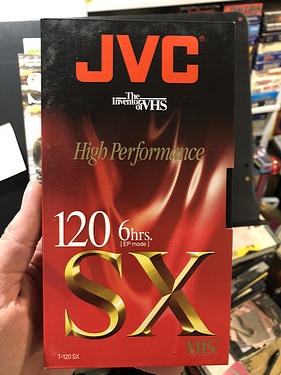 JVC
The
Inventor
of VHS
High Performance
120 6hrs.
[EP mode]
SX
VHS
T-120 SX